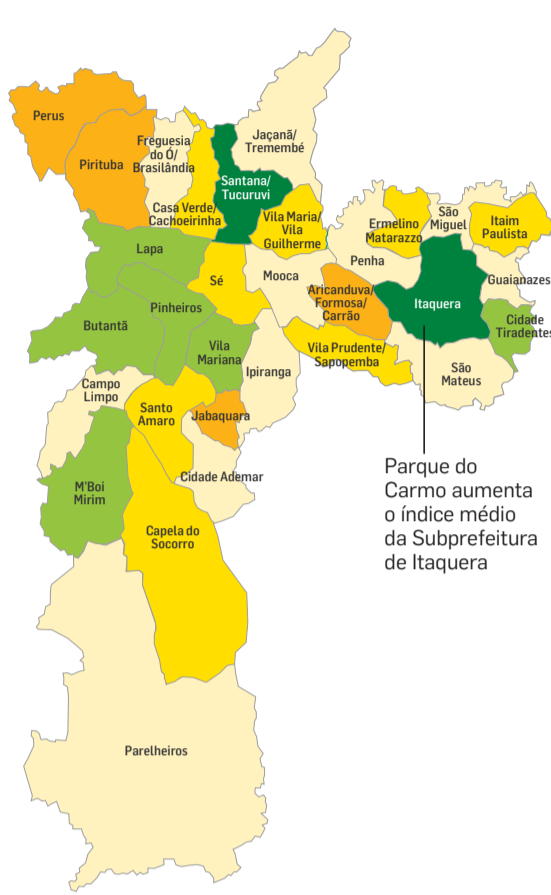 Perus
Pirituba
Freguesia
do Ó/
Brasilândia
Jaçanã/
Tremembé
Santana/
Tucuruvi
Casa Verde/
Cachoeirinha
Vila Maria/
Vila
Guilherme
Ermelino
Matarazzo
São
Miguel
Itaim
Paulista
Lapa
Sé
Mooca
Penha
Guaianazes
Aricanduva/
Formosa/
Carrão
Itaquera
Cidade
Tiradentes
Butantã
Pinheiros
Vila
Mariana
Ipiranga
Vila Prudente/
Sapopemba
São
Mateus
Campo
Limpo
Santo
Amaro
Jabaquara
Cidade Ademar
M'Boi
Mirim
Capela do
Socorro
Parelheiros
Parque do
Carmo aumenta
o índice médio
da Subprefeitura
de Itaquera